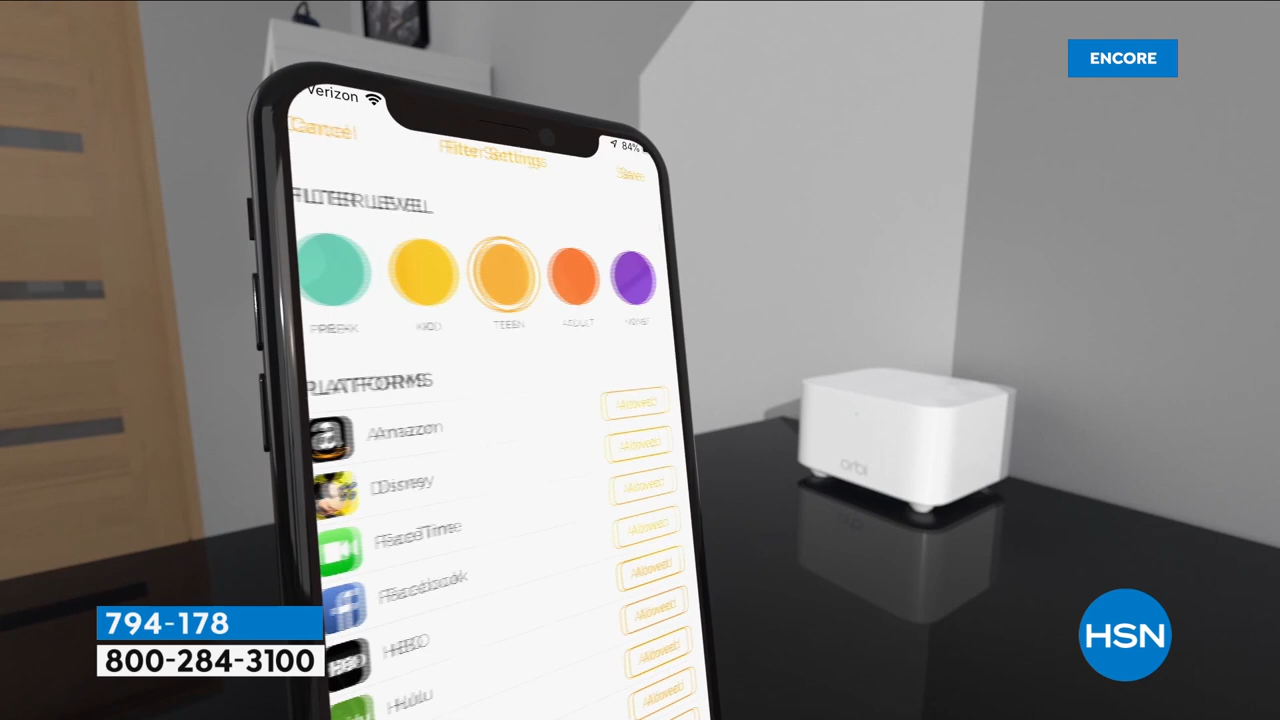 ENCORE
verizon
84%
Cancel
Filter Settings
Save
FILTER LEVEL
TEEN
ADULT
PLATFORMS
Allowed
Amazon
Allowed
Disney
Allowed
FaceTime
Allowed
Facebook
Allowed
HBO
Allowed
Hulu
Allowed
Allowed
orbi
794-178
800-284-3100
HSN